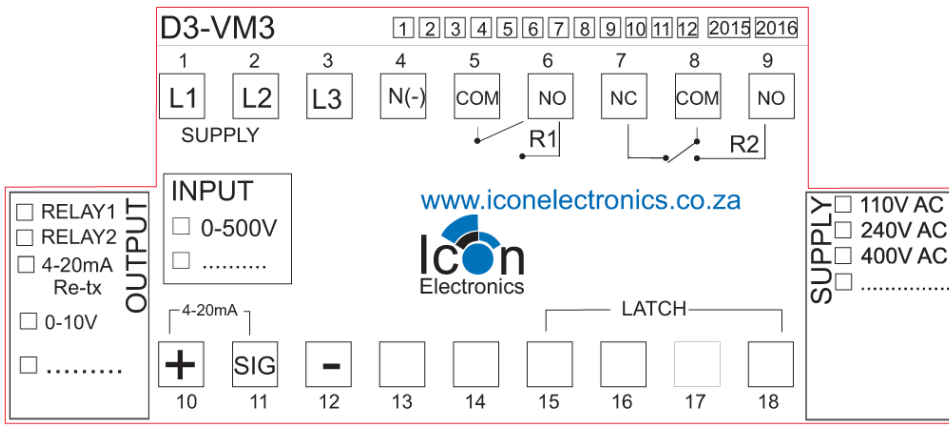 D3-VM3 1 2 3 4 5 6 7 8 9 10 11 12 2015 2016
1 2 3 4 5 6 7 8 9
L1 L2 L3 N(-) COM NO NC COM NO
SUPPLY
R1 R2
INPUT
0-500V
..........
www.iconelectronics.co.za
Icon
Electronics
OUTPUT
RELAY1
RELAY2
4-20mA
Re-tx
0-10V
.........
SUPPLY
110V AC
240V AC
400V AC
...............
4-20mA LATCH
+ SIG -
10 11 12 13 14 15 16 17 18